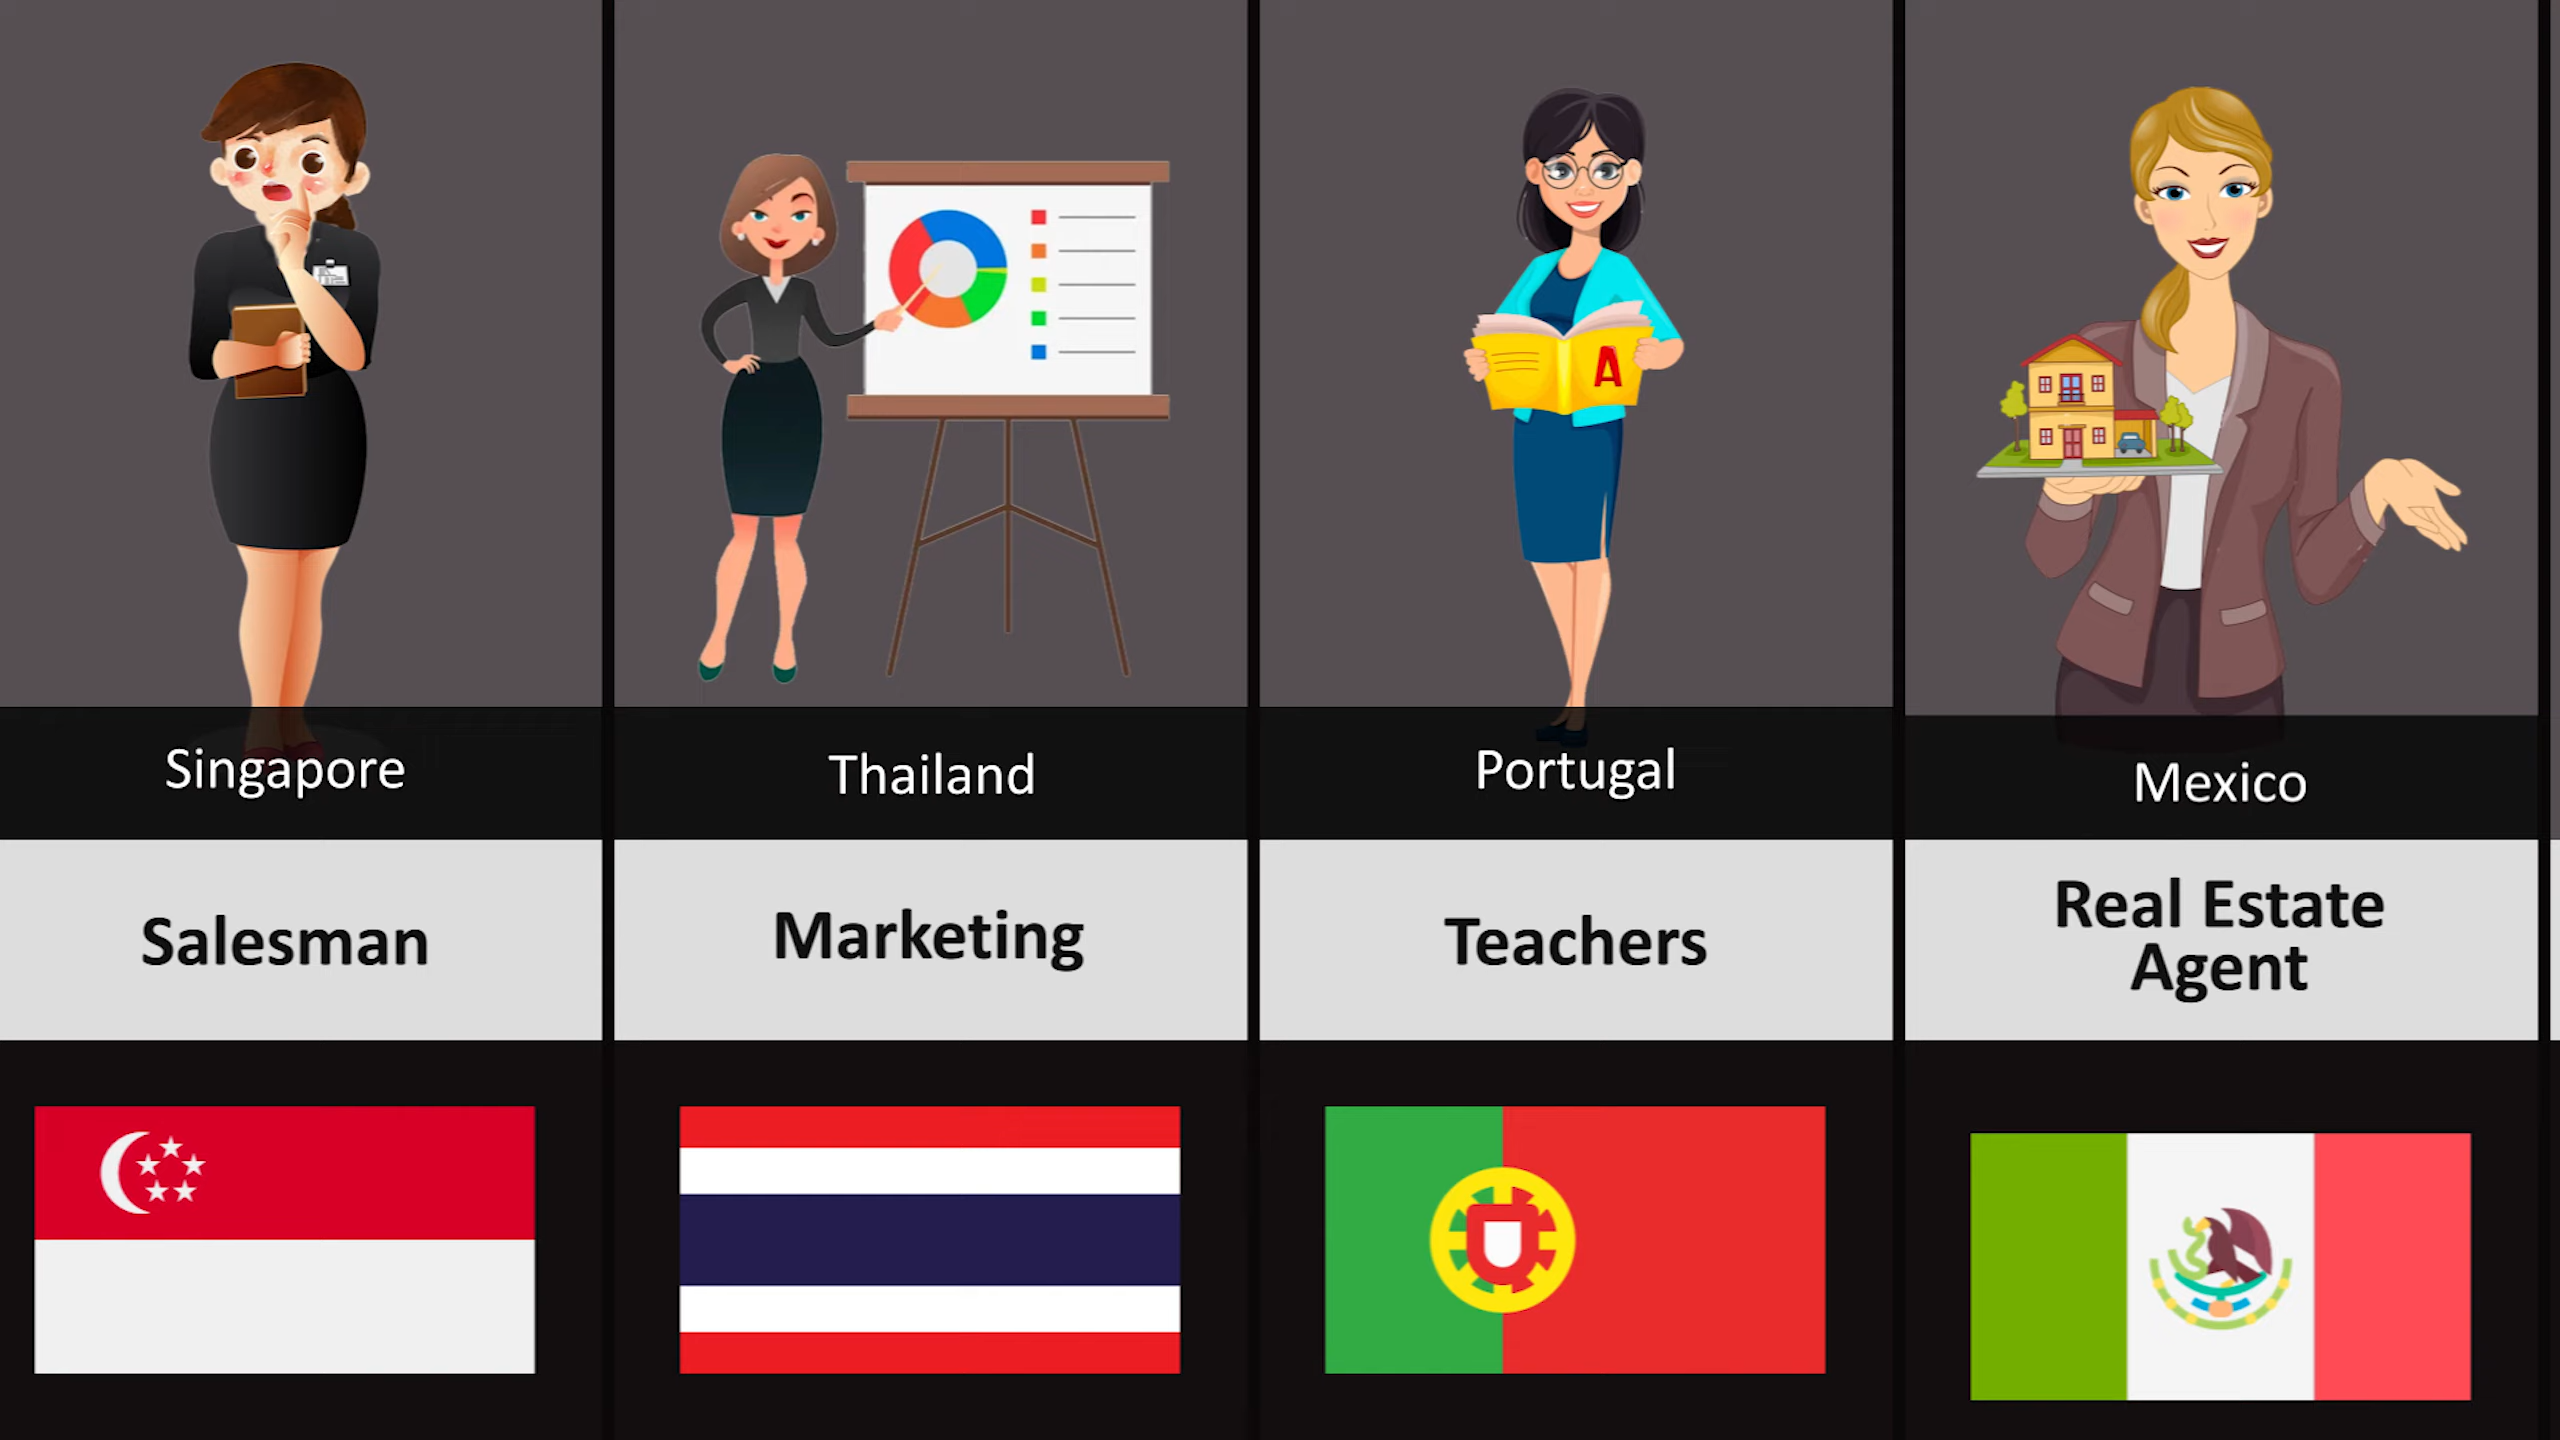 A
Singapore
Thailand
Portugal
Mexico
Salesman
Marketing
Teachers
Real Estate
Agent